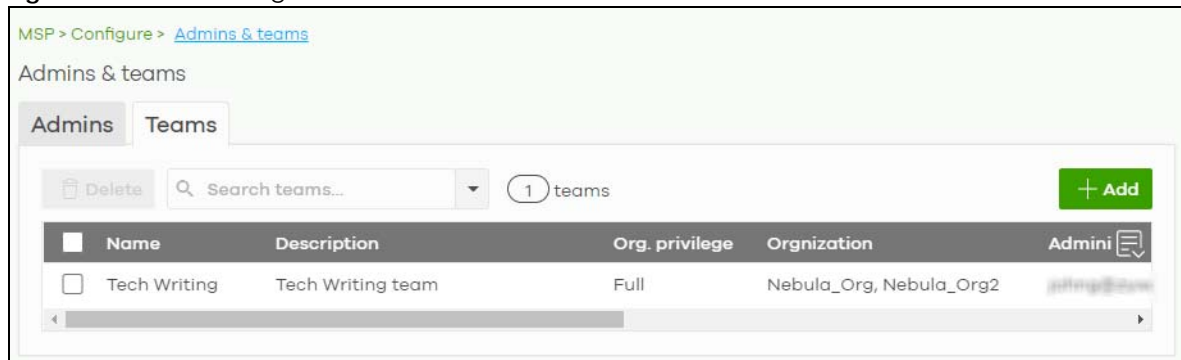 MSP > Configure > Admins & teams
Admins & teams
Admins Teams
Delete Search teams... 1 teams + Add
Name Description Org. privilege Orgnization Admini
Tech Writing Tech Writing team Full Nebula_Org, Nebula_Org2